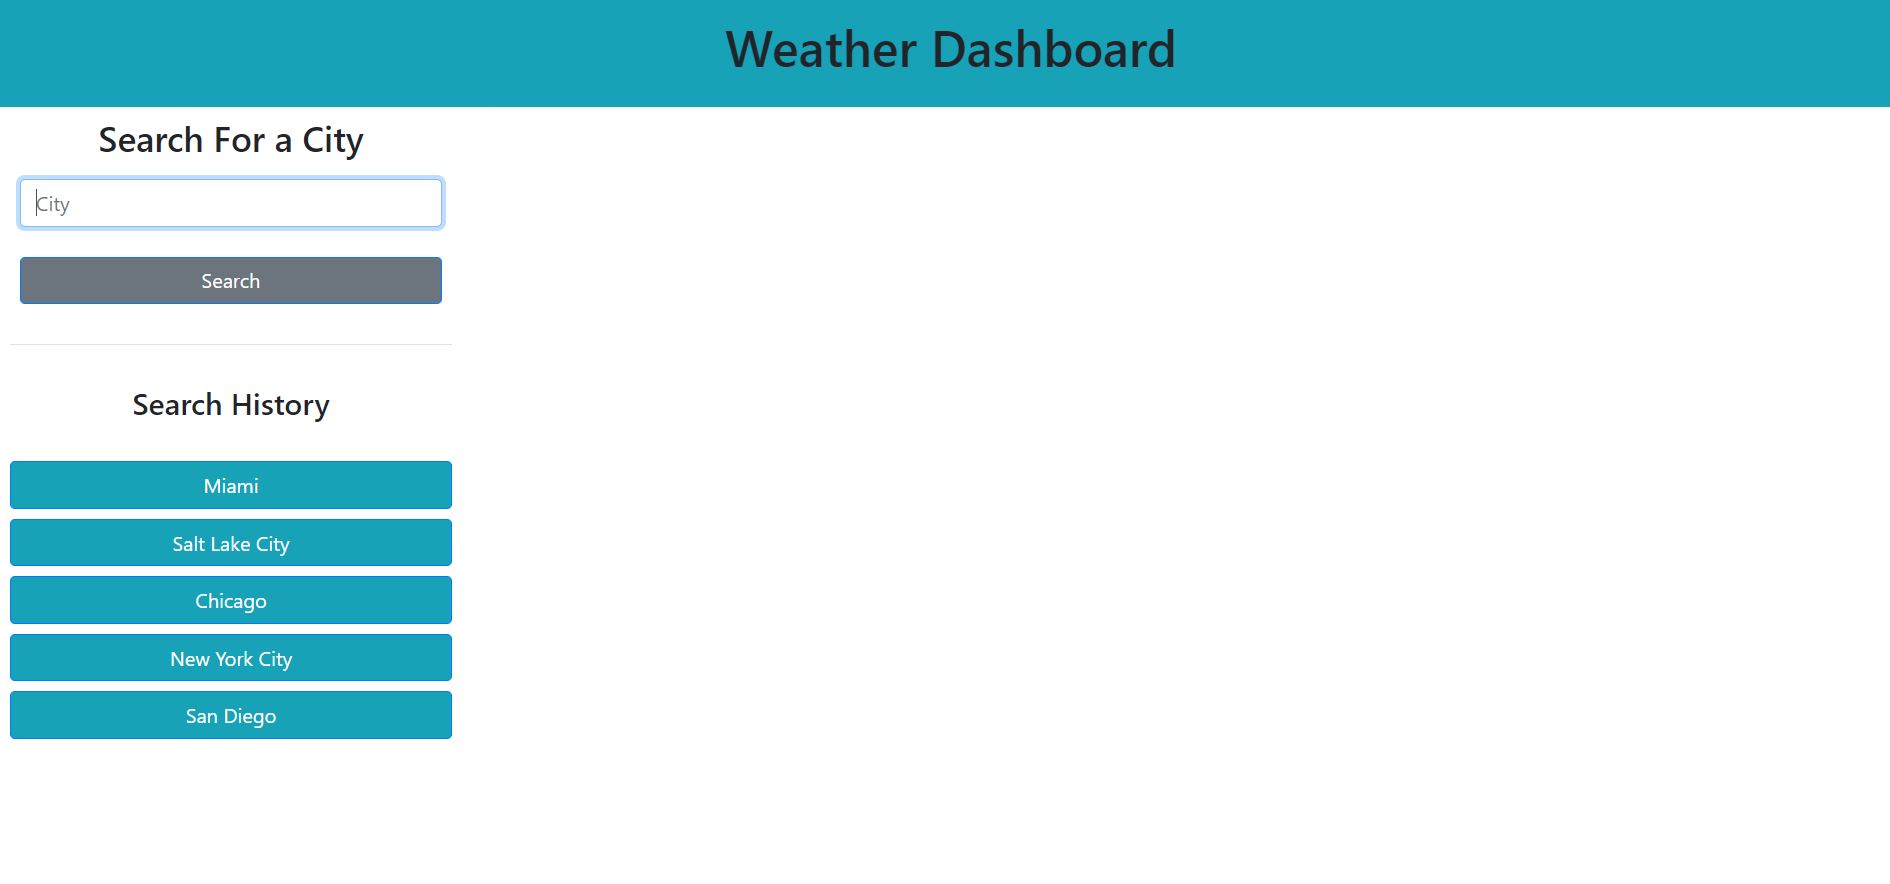 Weather Dashboard
Search For a City
City
Search
Search History
Miami
Salt Lake City
Chicago
New York City
San Diego